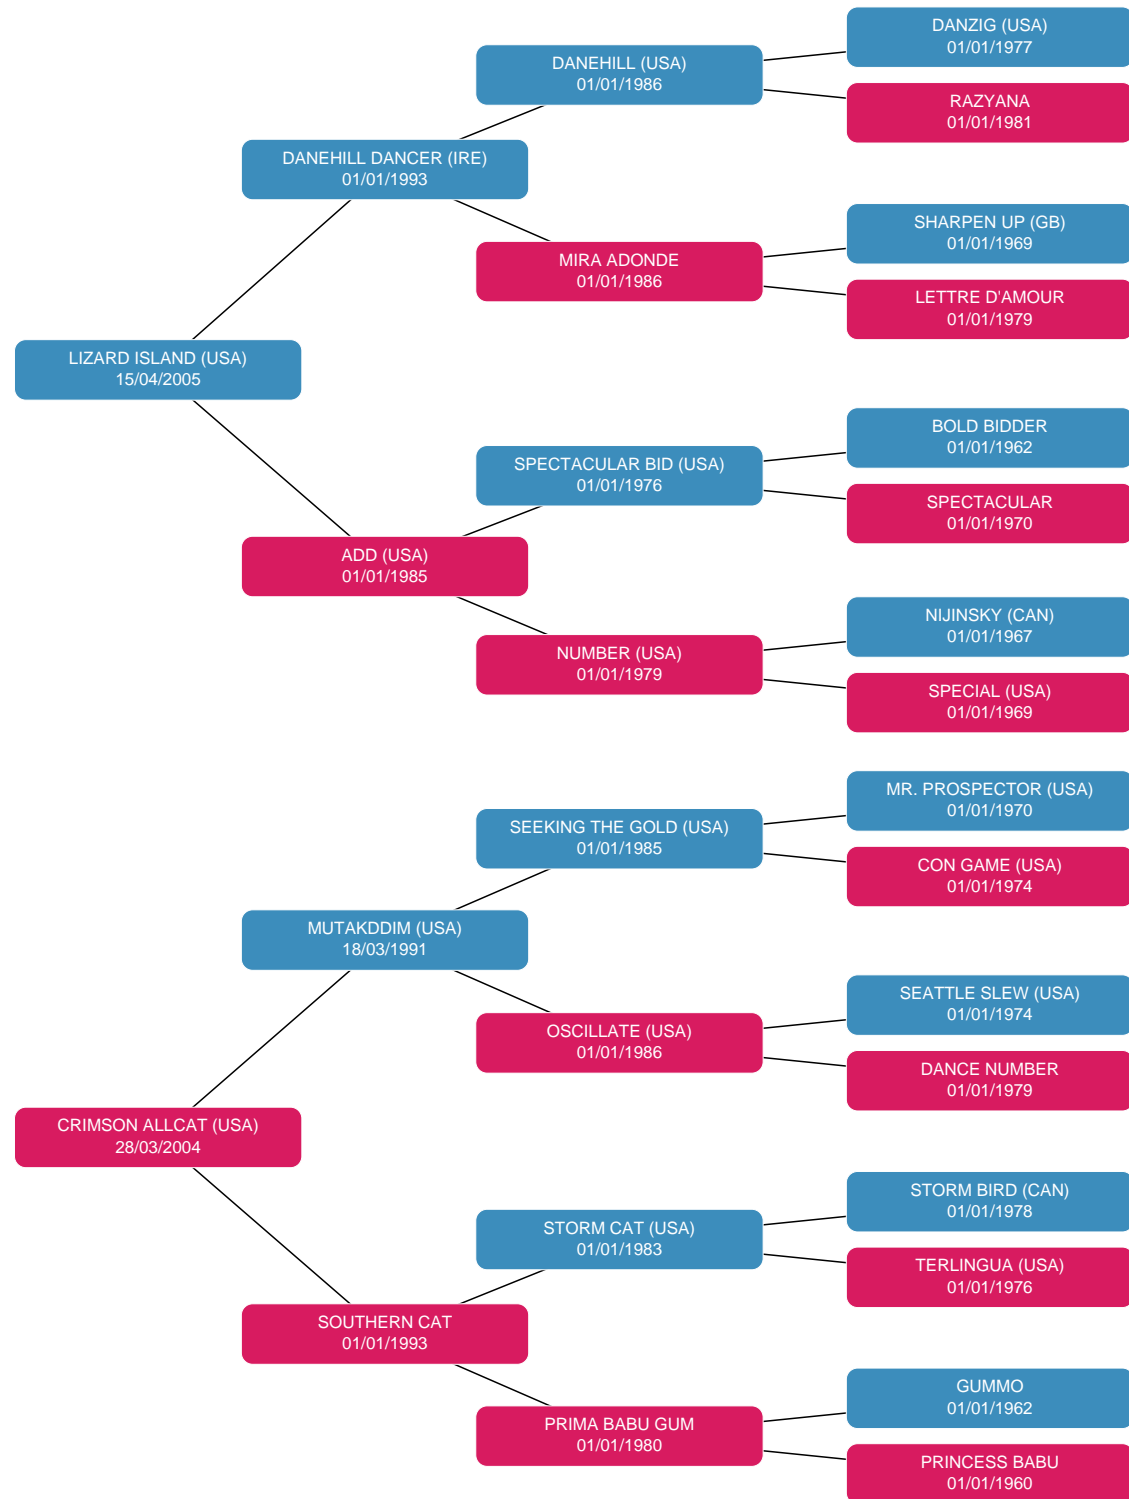 DANZIG (USA)
01/01/1977
DANEHILL (USA)
01/01/1986
RAZYANA
01/01/1981
DANEHILL DANCER (IRE)
01/01/1993
SHARPEN UP (GB)
01/01/1969
MIRA ADONDE
01/01/1986
LETTRE D'AMOUR
01/01/1979
LIZARD ISLAND (USA)
15/04/2005
BOLD BIDDER
01/01/1962
SPECTACULAR BID (USA)
01/01/1976
SPECTACULAR
01/01/1970
ADD (USA)
01/01/1985
NIJINSKY (CAN)
01/01/1967
NUMBER (USA)
01/01/1979
SPECIAL (USA)
01/01/1969
MR. PROSPECTOR (USA)
01/01/1970
SEEKING THE GOLD (USA)
01/01/1985
CON GAME (USA)
01/01/1974
MUTAKDDIM (USA)
18/03/1991
SEATTLE SLEW (USA)
01/01/1974
OSCILLATE (USA)
01/01/1986
DANCE NUMBER
01/01/1979
CRIMSON ALLCAT (USA)
28/03/2004
STORM BIRD (CAN)
01/01/1978
STORM CAT (USA)
01/01/1983
TERLINGUA (USA)
01/01/1976
SOUTHERN CAT
01/01/1993
GUMMO
01/01/1962
PRIMA BABU GUM
01/01/1980
PRINCESS BABU
01/01/1960